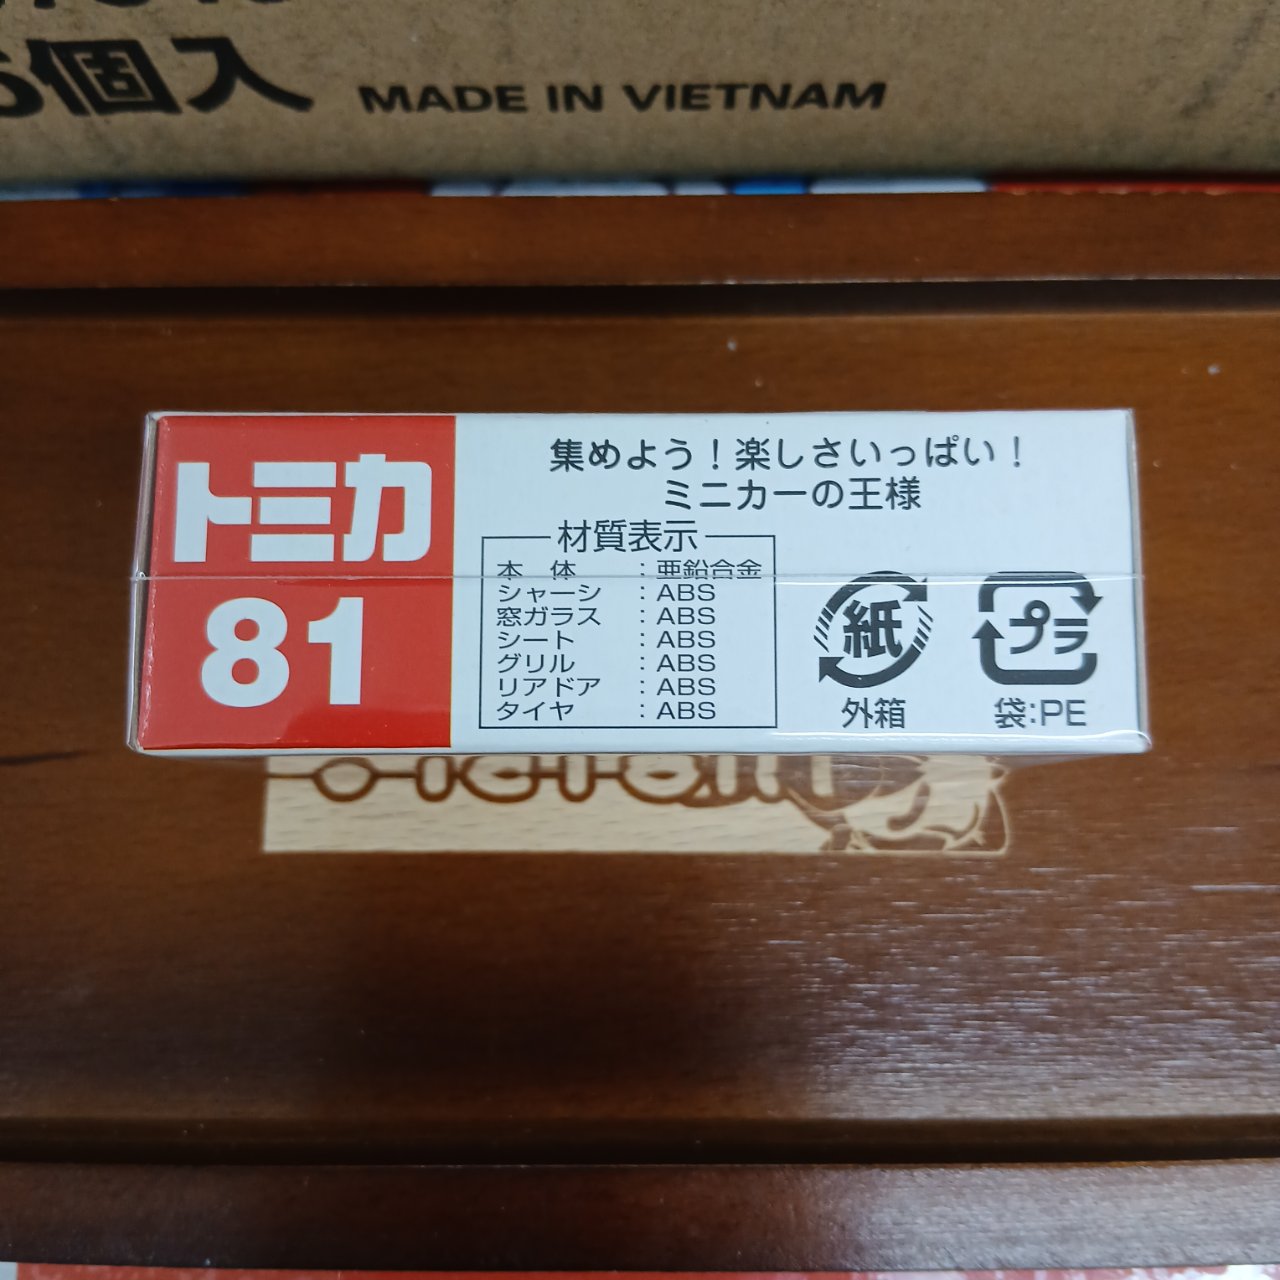 個入 MADE IN VIETNAM
トミカ
81
集めよう！楽しさいっぱい！
ミニカーの王様
材質表示
本 体 : 亜鉛合金
シャーシ : ABS
窓ガラス : ABS
シート : ABS
グリル : ABS
リアドア : ABS
タイヤ : ABS
紙
外箱
プラ
袋:PE